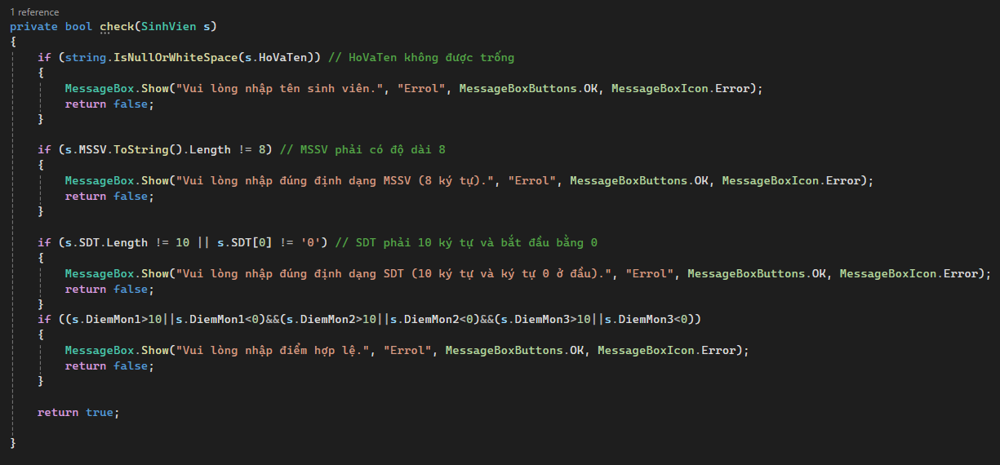 1 reference
private bool check(SinhVien s)
{
if (string.IsNullOrWhiteSpace(s.HoVaTen)) // HoVaTen không được trống
{
MessageBox.Show("Vui lòng nhập tên sinh viên.", "Errol", MessageBoxButtons.OK, MessageBoxIcon.Error);
return false;
}
if (s.MSSV.ToString().Length != 8) // MSSV phải có độ dài 8
{
MessageBox.Show("Vui lòng nhập đúng định dạng MSSV (8 ký tự).", "Errol", MessageBoxButtons.OK, MessageBoxIcon.Error);
return false;
}
if (s.SDT.Length != 10 || s.SDT[0] != '0') // SDT phải 10 ký tự và bắt đầu bằng 0
{
MessageBox.Show("Vui lòng nhập đúng định dạng SDT (10 ký tự và ký tự 0 ở đầu).", "Errol", MessageBoxButtons.OK, MessageBoxIcon.Error);
return false;
}
if ((s.DiemMon1>10||s.DiemMon1<0)&&(s.DiemMon2>10||s.DiemMon2<0)&&(s.DiemMon3>10||s.DiemMon3<0))
{
MessageBox.Show("Vui lòng nhập điểm hợp lệ.", "Errol", MessageBoxButtons.OK, MessageBoxIcon.Error);
return false;
}
return true;
}